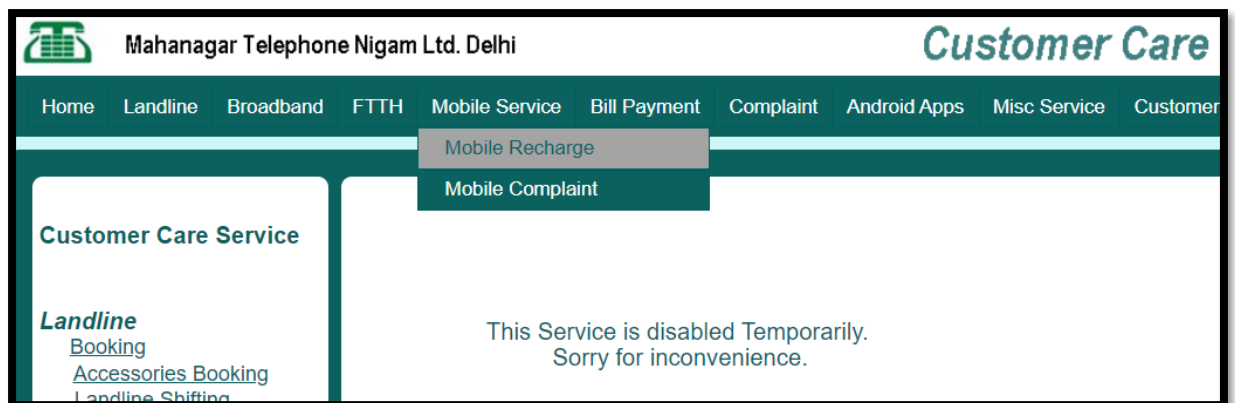 Mahanagar Telephone Nigam Ltd. Delhi
Customer Care
Home Landline Broadband FTTH Mobile Service Bill Payment Complaint Android Apps Misc Service Customer
Mobile Recharge
Mobile Complaint
Customer Care Service
Landline
Booking
Accessories Booking
Landline Shifting
This Service is disabled Temporarily.
Sorry for inconvenience.